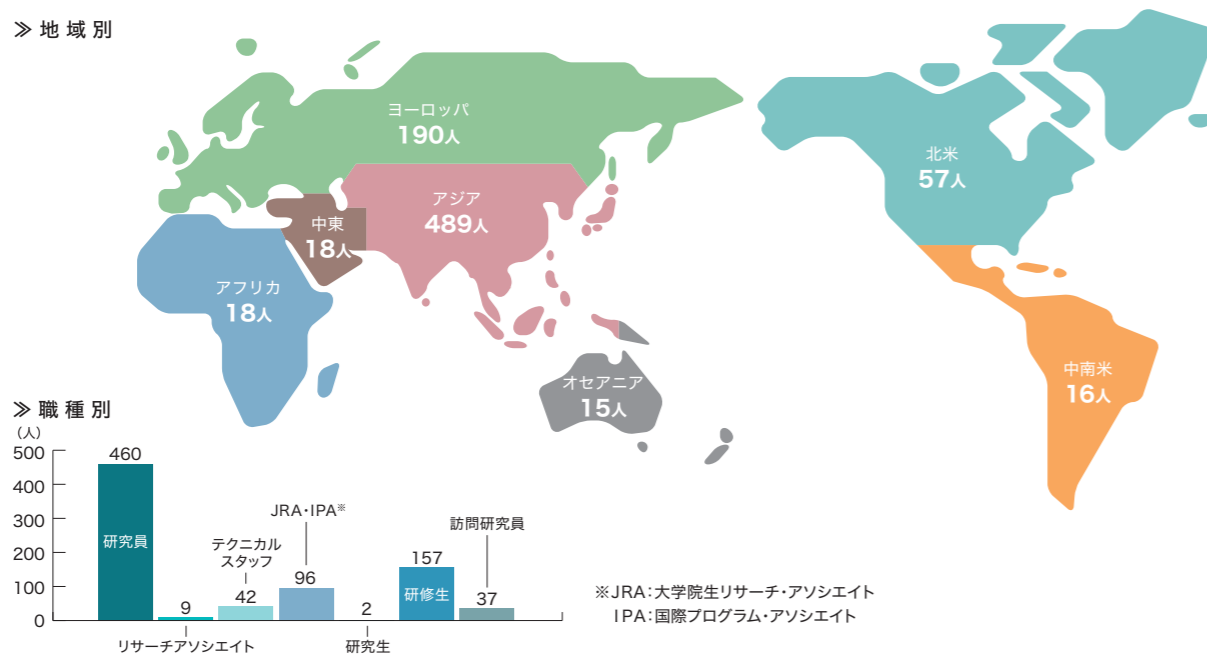 ≫ 地域別
ヨーロッパ
190人
北米
57人
アジア
489人
中東
18人
アフリカ
18人
オセアニア
15人
中南米
16人
≫ 職種別
（人）
500
400
300
200
100
0
460
研究員
9
リサーチアソシエイト
テクニカル
スタッフ
42
JRA・IPA※
96
2
研究生
157
研修生
訪問研究員
37
※JRA：大学院生リサーチ・アソシエイト
IPA：国際プログラム・アソシエイト